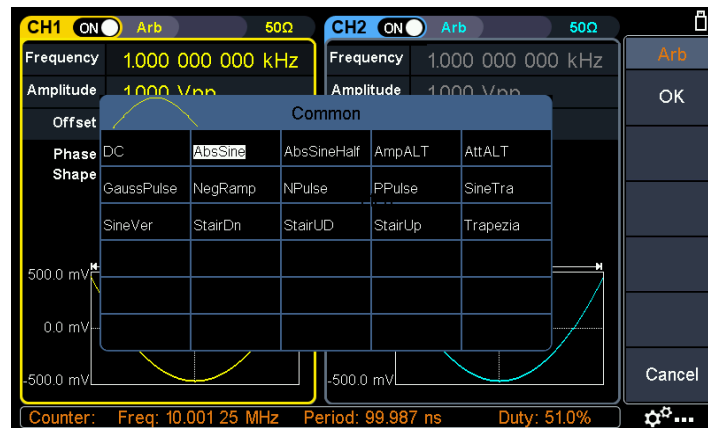 CH1 ON Arb 50Ω CH2 ON Arb 50Ω
Frequency 1.000 000 000 kHz Frequency 1.000 000 000 kHz Arb
Amplitude 1.000 Vpp Amplitude 1.000 Vpp OK
Offset Common
Phase DC AbsSine AbsSineHalf AmpALT AttALT
Shape
GaussPulse NegRamp NPulse PPulse SineTra
SineVer StairDn StairUD StairUp Trapezia
500.0 mV
0.0 mV
-500.0 mV -500.0 mV Cancel
Counter: Freq: 10.001 25 MHz Period: 99.987 ns Duty: 51.0%